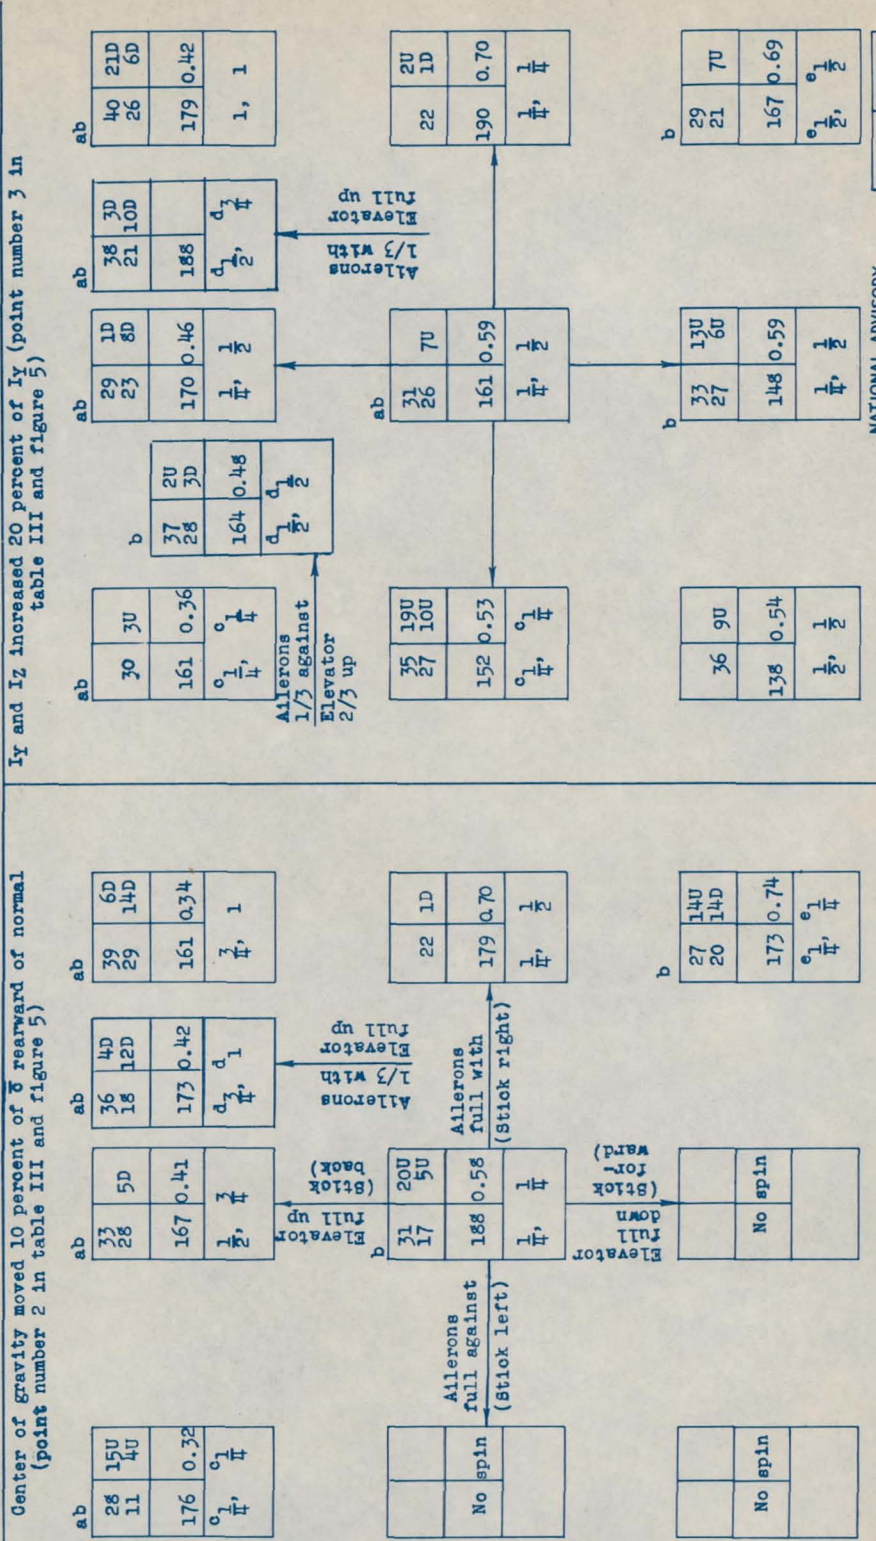 Center of gravity moved 10 percent of c̄ rearward of normal
(point number 2 in table III and figure 5)
ab
28 15U
11 4U
176 0.32
c 1/4, c 1/4
ab
33 5D
28
167 0.41
1/2, 3/4
ab
36 4D
18 12D
173 0.42
d 3/4, d 1
ab
39 6D
29 14D
161 0.34
3/4, 1
Elevator
full up
(Stick
back)
Ailerons
1/3 with
Elevator
full up
No spin
Ailerons
full against
(Stick left)
b
31 20U
17 5U
188 0.58
1/4, 1/4
Ailerons
full with
(Stick right)
22 1D
179 0.70
1/4, 1/2
Elevator
full
down
(Stick
for-
ward)
No spin
No spin
b
27 14U
20 14D
173 0.74
e 1/4, e 1/4
Iy and Iz increased 20 percent of Iy (point number 3 in
table III and figure 5)
ab
30 3U
161 0.36
c 1/4, c 1/4
b
37 2U
28 3D
164 0.48
d 1/2, d 1/2
Ailerons
1/3 against
Elevator
2/3 up
ab
29 1D
23 8D
170 0.46
1/4, 1/2
ab
38 3D
21 10D
188
d 1/2, d 3/4
Ailerons
1/3 with
Elevator
full up
ab
40 21D
26 6D
179 0.42
1, 1
35 19U
27 10U
152 0.53
c 1/4, c 1/4
ab
31 7U
26
161 0.59
1/4, 1/2
22 2U
1D
190 0.70
1/4, 1/4
36 9U
138 0.54
1/2, 1/2
b
33 13U
27 6U
148 0.59
1/4, 1/2
b
29 7U
21
167 0.69
e 1/2, e 1/2
NATIONAL ADVISORY